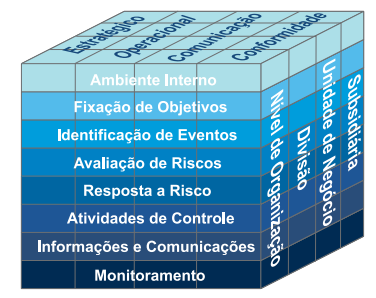 Estratégico
Operacional
Comunicação
Conformidade
Ambiente Interno
Fixação de Objetivos
Identificação de Eventos
Avaliação de Riscos
Resposta a Risco
Atividades de Controle
Informações e Comunicações
Monitoramento
Nível de Organização
Divisão
Unidade de Negócio
Subsidiária